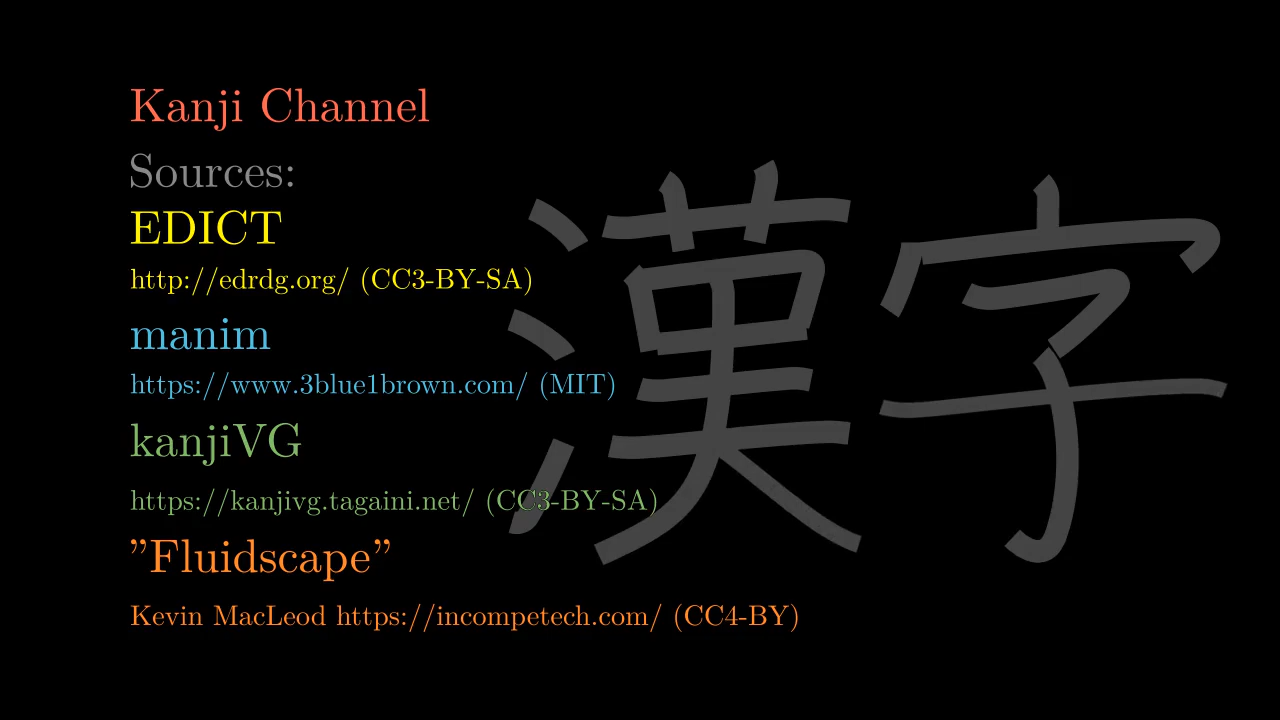 Kanji Channel
Sources:
EDICT
http://edrdg.org/ (CC3-BY-SA)
manim
https://www.3blue1brown.com/ (MIT)
kanjiVG
https://kanjivg.tagaini.net/ (CC3-BY-SA)
”Fluidscape”
Kevin MacLeod https://incompetech.com/ (CC4-BY)
漢字